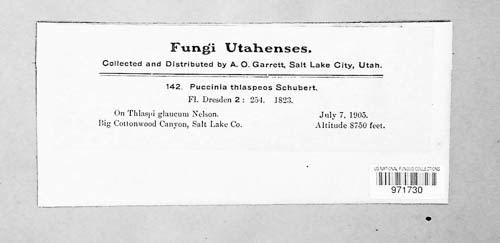 Fungi Utahenses.
Collected and Distributed by A. O. Garrett, Salt Lake City, Utah.
142. Puccinia thlaspeos Schubert.
Fl. Dresden 2: 254. 1823.
On Thlaspi glaucum Nelson. July 7, 1905.
Big Cottonwood Canyon, Salt Lake Co. Altitude 8750 feet.
US NATIONAL FUNGUS COLLECTIONS
971730